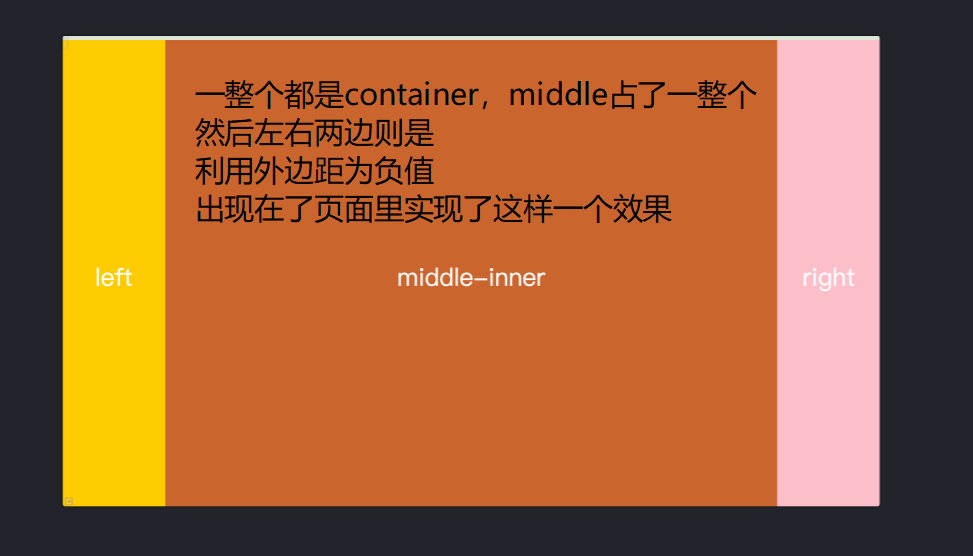 一整个都是container，middle占了一整个
然后左右两边则是
利用外边距为负值
出现在了页面里实现了这样一个效果
left
middle-inner
right